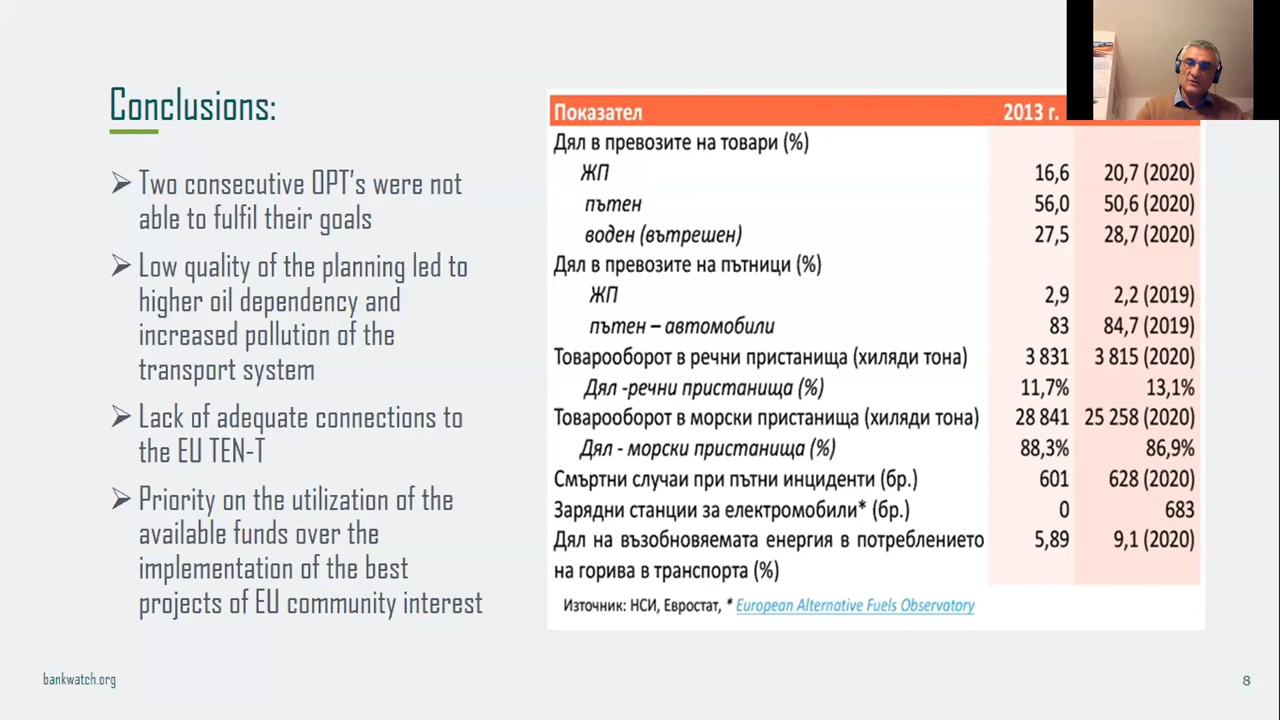 Conclusions:
➢ Two consecutive OPT's were not
able to fulfil their goals
➢ Low quality of the planning led to
higher oil dependency and
increased pollution of the
transport system
➢ Lack of adequate connections to
the EU TEN-T
➢ Priority on the utilization of the
available funds over the
implementation of the best
projects of EU community interest
Показател 2013 г.
Дял в превозите на товари (%)
ЖП 16,6 20,7 (2020)
пътен 56,0 50,6 (2020)
воден (вътрешен) 27,5 28,7 (2020)
Дял в превозите на пътници (%)
ЖП 2,9 2,2 (2019)
пътен – автомобили 83 84,7 (2019)
Товарооборот в речни пристанища (хиляди тона) 3 831 3 815 (2020)
Дял -речни пристанища (%) 11,7% 13,1%
Товарооборот в морски пристанища (хиляди тона) 28 841 25 258 (2020)
Дял - морски пристанища (%) 88,3% 86,9%
Смъртни случаи при пътни инциденти (бр.) 601 628 (2020)
Зарядни станции за електромобили* (бр.) 0 683
Дял на възобновяемата енергия в потреблението 5,89 9,1 (2020)
на горива в транспорта (%)
Източник: НСИ, Евростат, * European Alternative Fuels Observatory
bankwatch.org
8